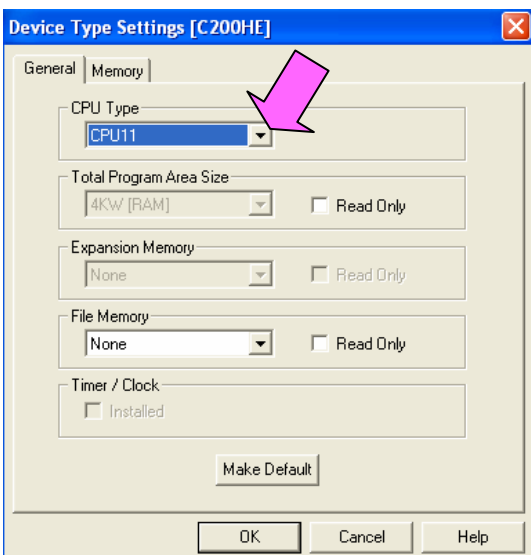 Device Type Settings [C200HE]
General Memory
CPU Type
CPU11
Total Program Area Size
4KW [RAM] Read Only
Expansion Memory
None Read Only
File Memory
None Read Only
Timer / Clock
Installed
Make Default
OK Cancel Help